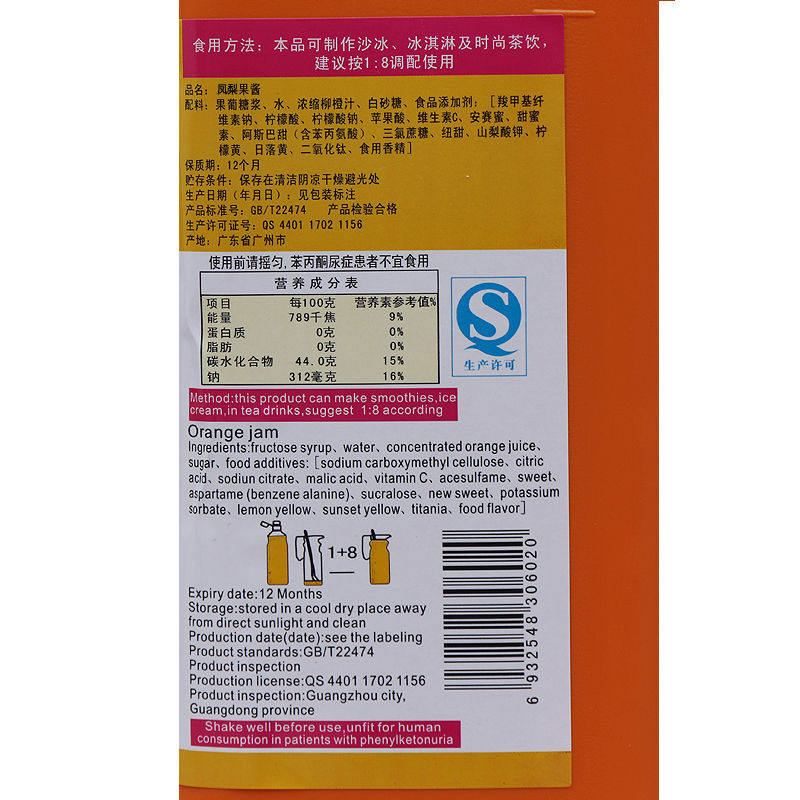 食用方法：本品可制作沙冰、冰淇淋及时尚茶饮，
建议按1:8调配使用
品名：凤梨果酱
配料：果葡糖浆、水、浓缩柳橙汁、白砂糖、食品添加剂：［羧甲基纤
维素钠、柠檬酸、柠檬酸钠、苹果酸、维生素C、安赛蜜、甜蜜
素、阿斯巴甜（含苯丙氨酸）、三氯蔗糖、纽甜、山梨酸钾、柠
檬黄、日落黄、二氧化钛、食用香精］
保质期：12个月
贮存条件：保存在清洁阴凉干燥避光处
生产日期（年月日）：见包装标注
产品标准号：GB/T22474 产品检验合格
生产许可证号：QS 4401 1702 1156
产地：广东省广州市
使用前请摇匀，苯丙酮尿症患者不宜食用
营养成分表
项目 每100克 营养素参考值%
能量 789千焦 9%
蛋白质 0克 0%
脂肪 0克 0%
碳水化合物 44.0克 15%
钠 312毫克 16%
生产许可
Method:this product can make smoothies,ice
cream,in tea drinks,suggest 1:8 according
Orange jam
Ingredients:fructose syrup、water、concentrated orange juice、
sugar、food additives:［sodium carboxymethyl cellulose、citric
acid、sodiun citrate、malic acid、vitamin C、acesulfame、sweet、
aspartame (benzene alanine)、sucralose、new sweet、potassium
sorbate、lemon yellow、sunset yellow、titania、food flavor］
1+8
Expiry date:12 Months
Storage:stored in a cool dry place away
from direct sunlight and clean
Production date(date):see the labeling
Product standards:GB/T22474
Product inspection
Production license:QS 4401 1702 1156
Product inspection:Guangzhou city,
Guangdong province
Shake well before use,unfit for human
consumption in patients with phenylketonuria
6 932548 306020